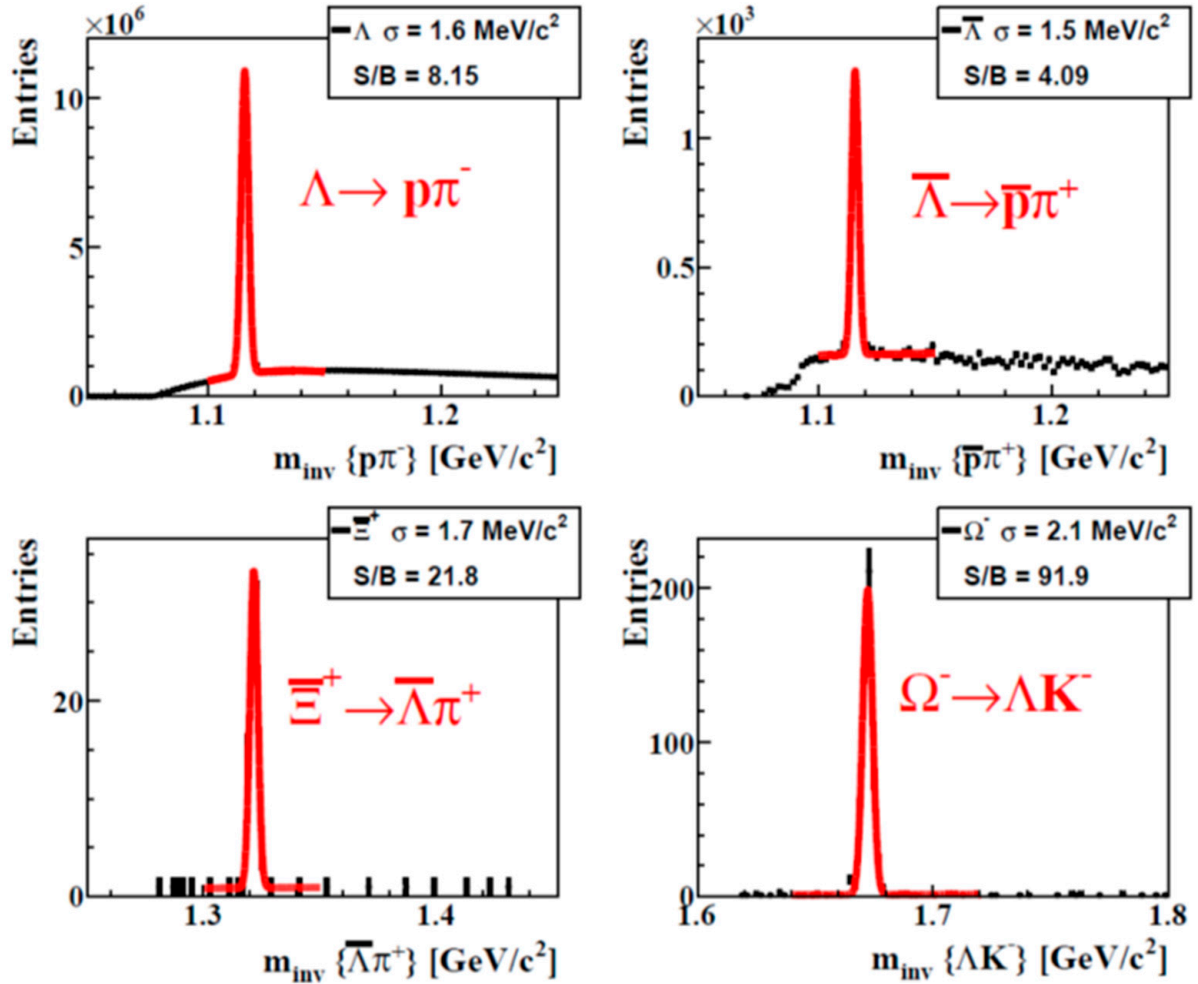 ×10⁶
Λ σ = 1.6 MeV/c²
S/B = 8.15
Entries
10
5
0
Λ→ pπ⁻
1.1
1.2
m_inv {pπ⁻} [GeV/c²]
×10³
Λ̅ σ = 1.5 MeV/c²
S/B = 4.09
Entries
1
0.5
0
Λ̅→p̅π⁺
1.1
1.2
m_inv {p̅π⁺} [GeV/c²]
Ξ̅⁺ σ = 1.7 MeV/c²
S/B = 21.8
Entries
20
0
Ξ̅⁺→Λ̅π⁺
1.3
1.4
m_inv {Λ̅π⁺} [GeV/c²]
Ω⁻ σ = 2.1 MeV/c²
S/B = 91.9
Entries
200
100
0
Ω⁻→ΛK⁻
1.6
1.7
1.8
m_inv {ΛK⁻} [GeV/c²]